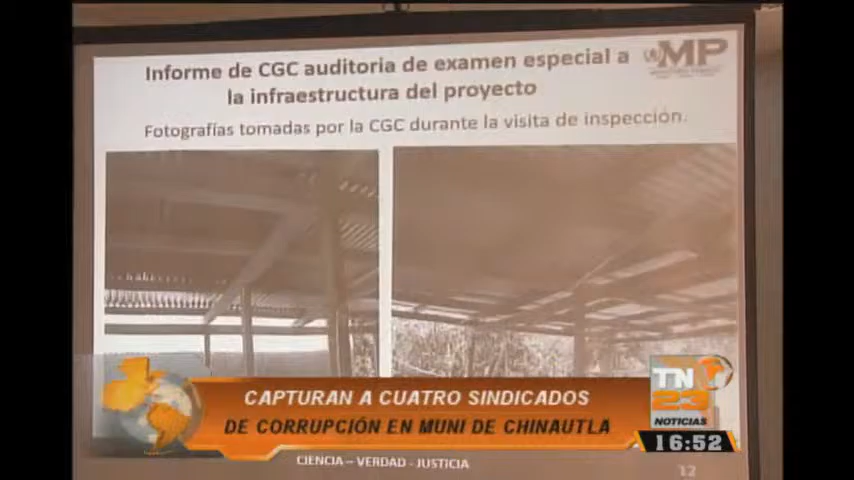 Informe de CGC auditoria de examen especial a
la infraestructura del proyecto
MP
Fotografías tomadas por la CGC durante la visita de inspección.
CAPTURAN A CUATRO SINDICADOS
DE CORRUPCIÓN EN MUNI DE CHINAUTLA
TN
23
NOTICIAS
16:52
CIENCIA – VERDAD - JUSTICIA
12